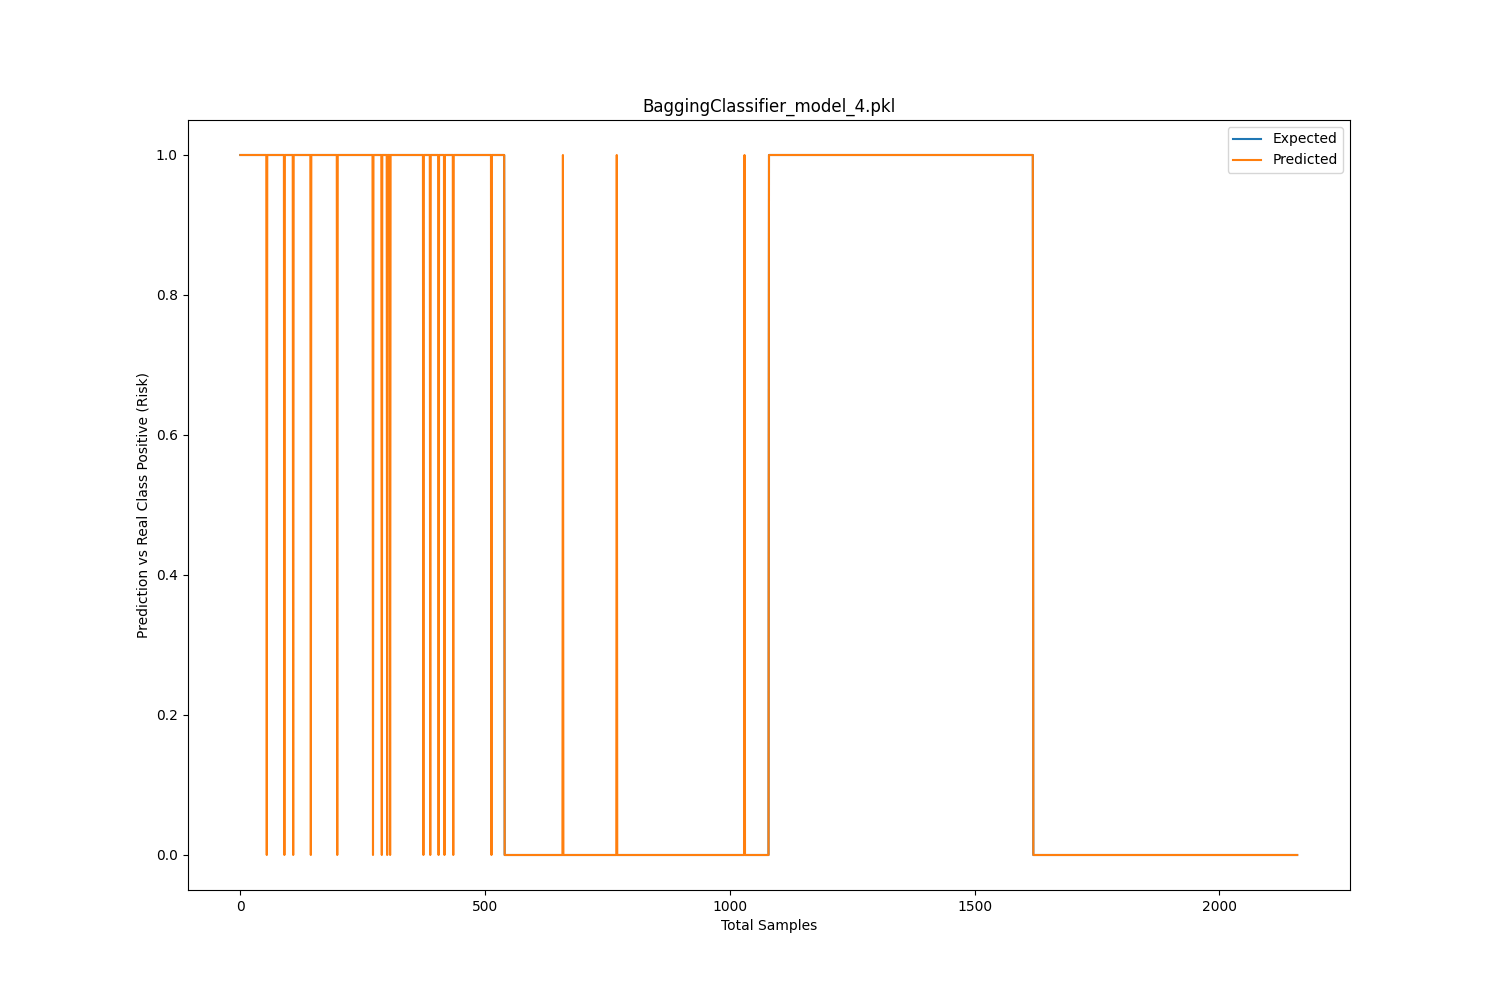 BaggingClassifier_model_4.pkl
Expected
Predicted
1.0
0.8
0.6
0.4
0.2
0.0
Prediction vs Real Class Positive (Risk)
0
500
1000
1500
2000
Total Samples